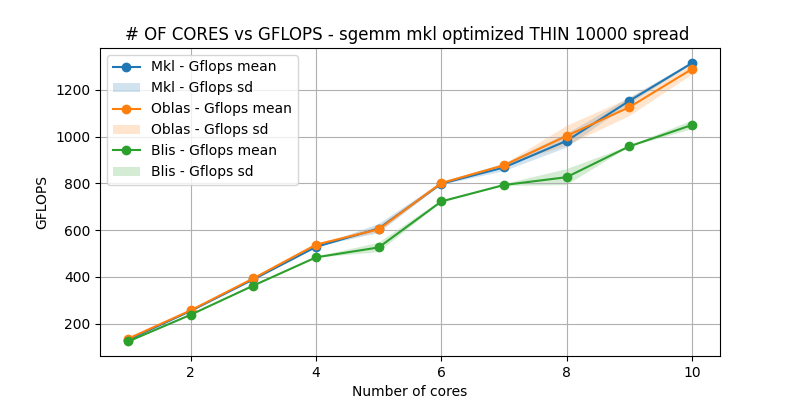 # OF CORES vs GFLOPS - sgemm mkl optimized THIN 10000 spread
Mkl - Gflops mean
Mkl - Gflops sd
Oblas - Gflops mean
Oblas - Gflops sd
Blis - Gflops mean
Blis - Gflops sd
GFLOPS
1200
1000
800
600
400
200
2 4 6 8 10
Number of cores